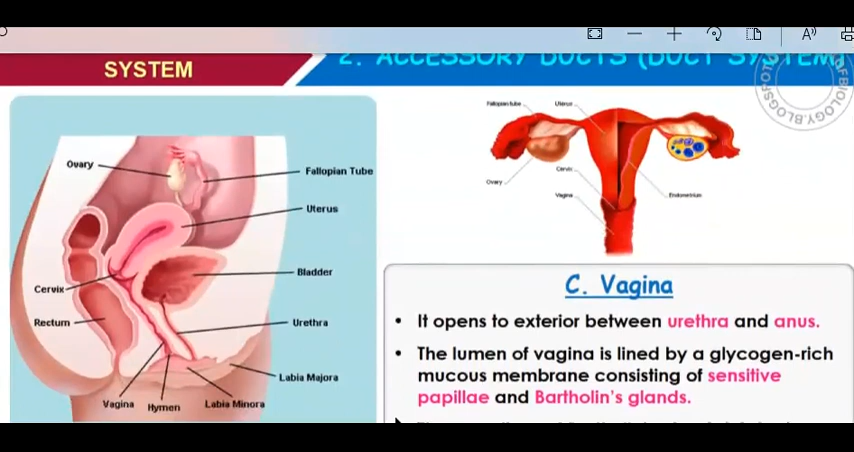 SYSTEM
2. ACCESSORY DUCTS (DUCT SYSTEM)
Ovary
Fallopian Tube
Uterus
Bladder
Cervix
Rectum
Urethra
Labia Majora
Vagina
Hymen
Labia Minora
Fallopian tube
Uterus
Cervix
Ovary
Vagina
Endometrium
C. Vagina
• It opens to exterior between urethra and anus.
• The lumen of vagina is lined by a glycogen-rich
mucous membrane consisting of sensitive
papillae and Bartholin's glands.